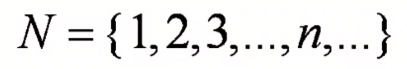 N = {1,2,3,...,n,...}